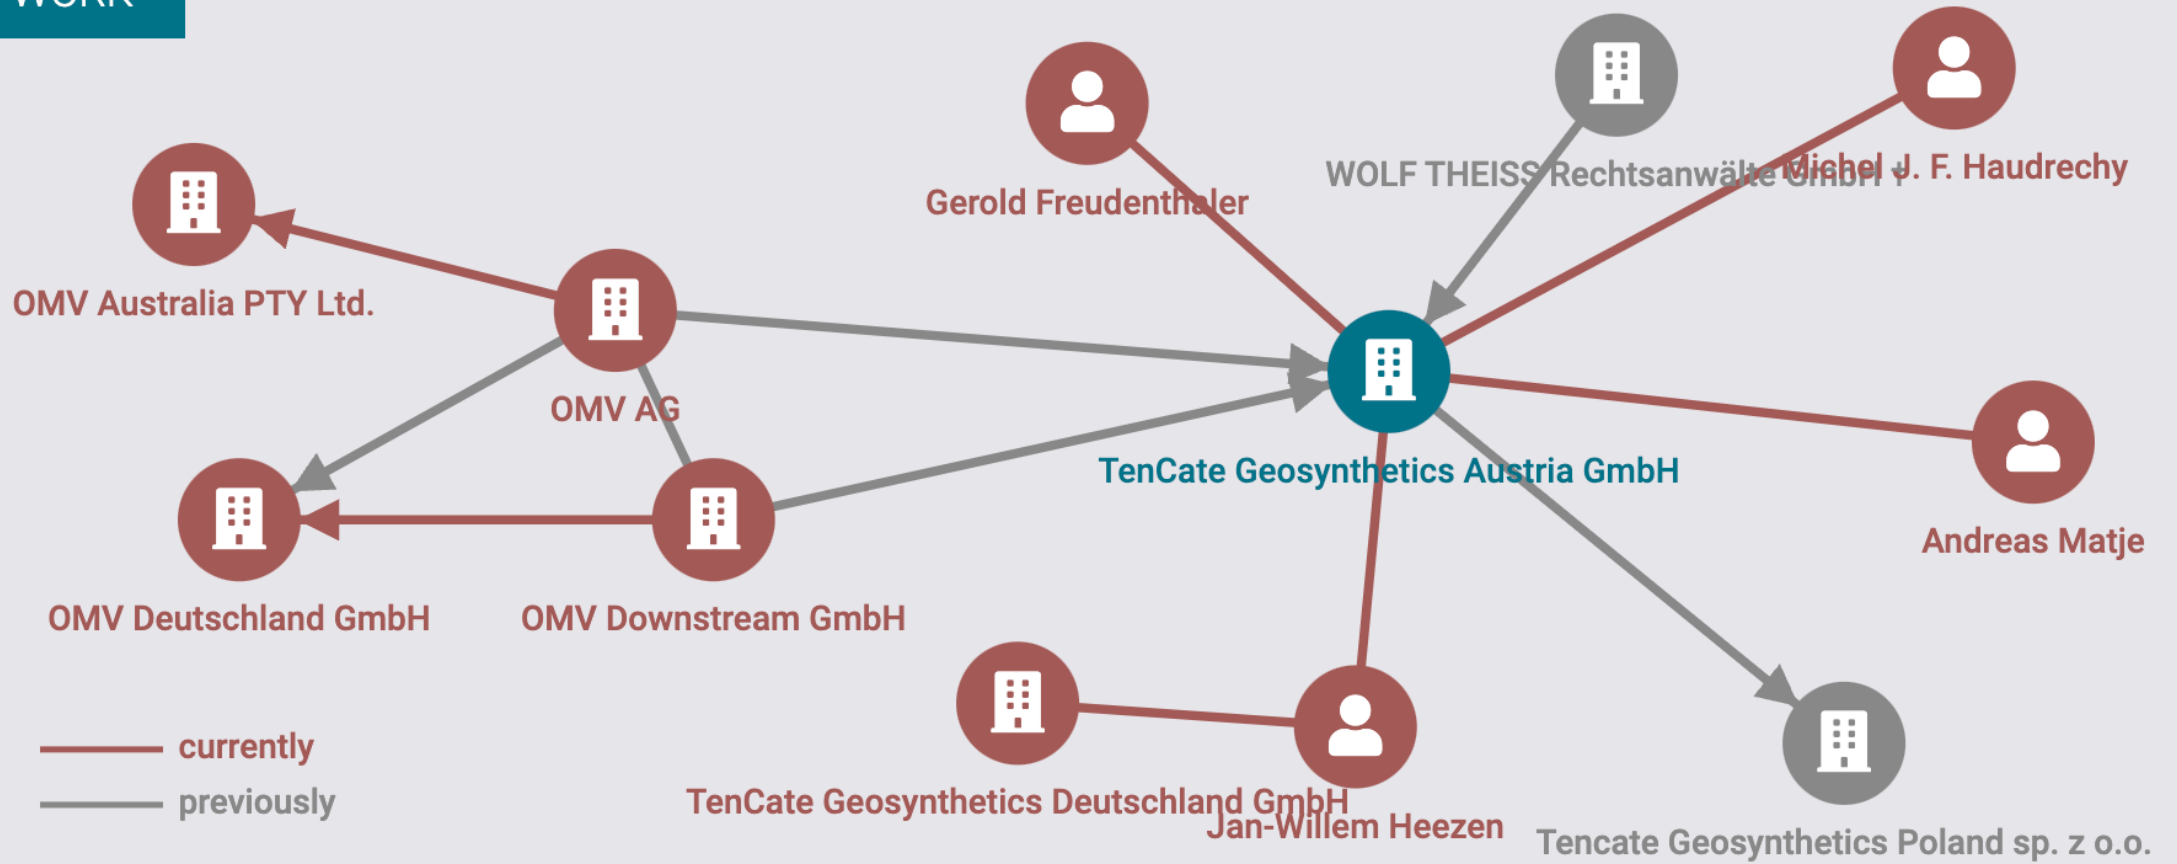 WORK
Gerold Freudenthaler
WOLF THEISS Rechtsanwälte GmbH +
Michel J. F. Haudrechy
OMV Australia PTY Ltd.
OMV AG
TenCate Geosynthetics Austria GmbH
Andreas Matje
OMV Deutschland GmbH
OMV Downstream GmbH
currently
previously
TenCate Geosynthetics Deutschland GmbH
Jan-Willem Heezen
Tencate Geosynthetics Poland sp. z o.o.